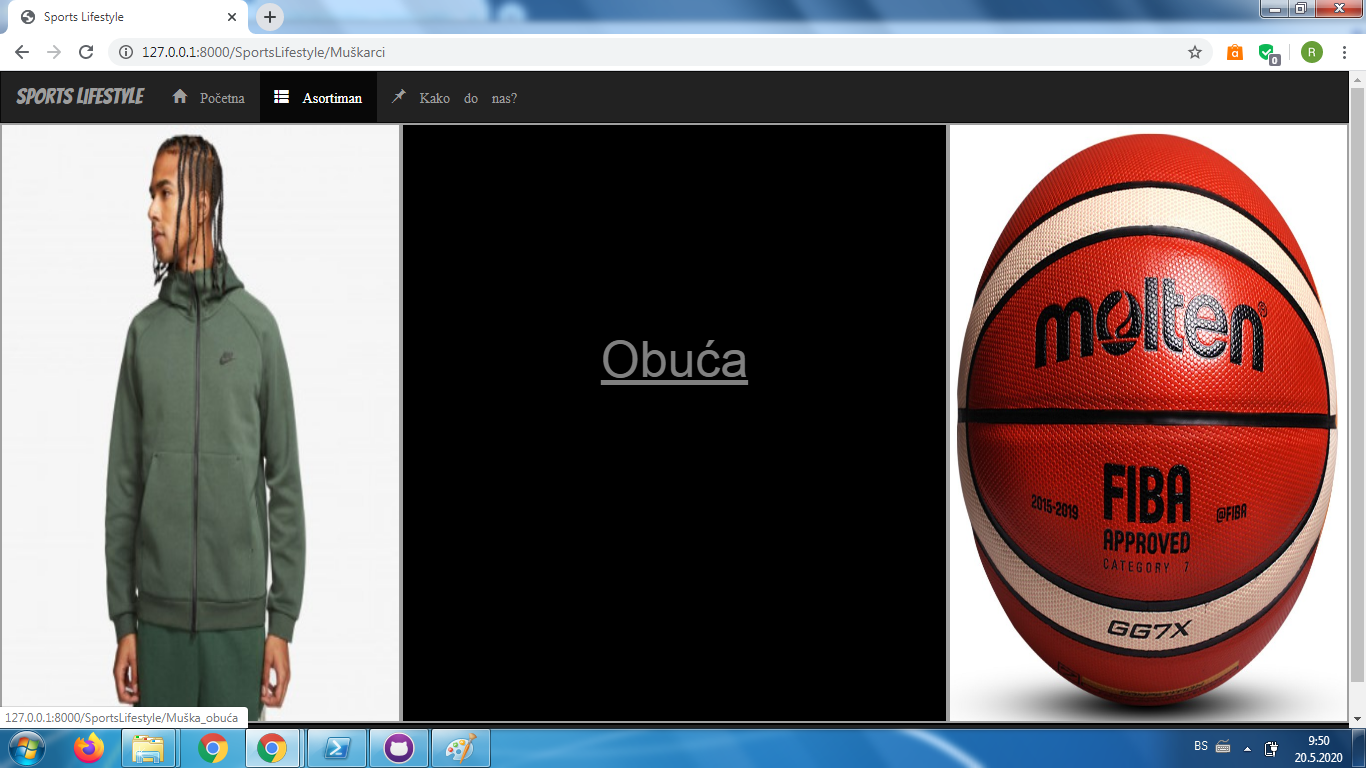 Sports Lifestyle
127.0.0.1:8000/SportsLifestyle/Muškarci
0
R
SPORTS LIFESTYLE
Početna
Asortiman
Kako do nas?
Obuća
molten
2015-2019
FIBA
@FIBA
APPROVED
CATEGORY
GG7X
127.0.0.1:8000/SportsLifestyle/Muška_obuća
BS
9:50
20.5.2020